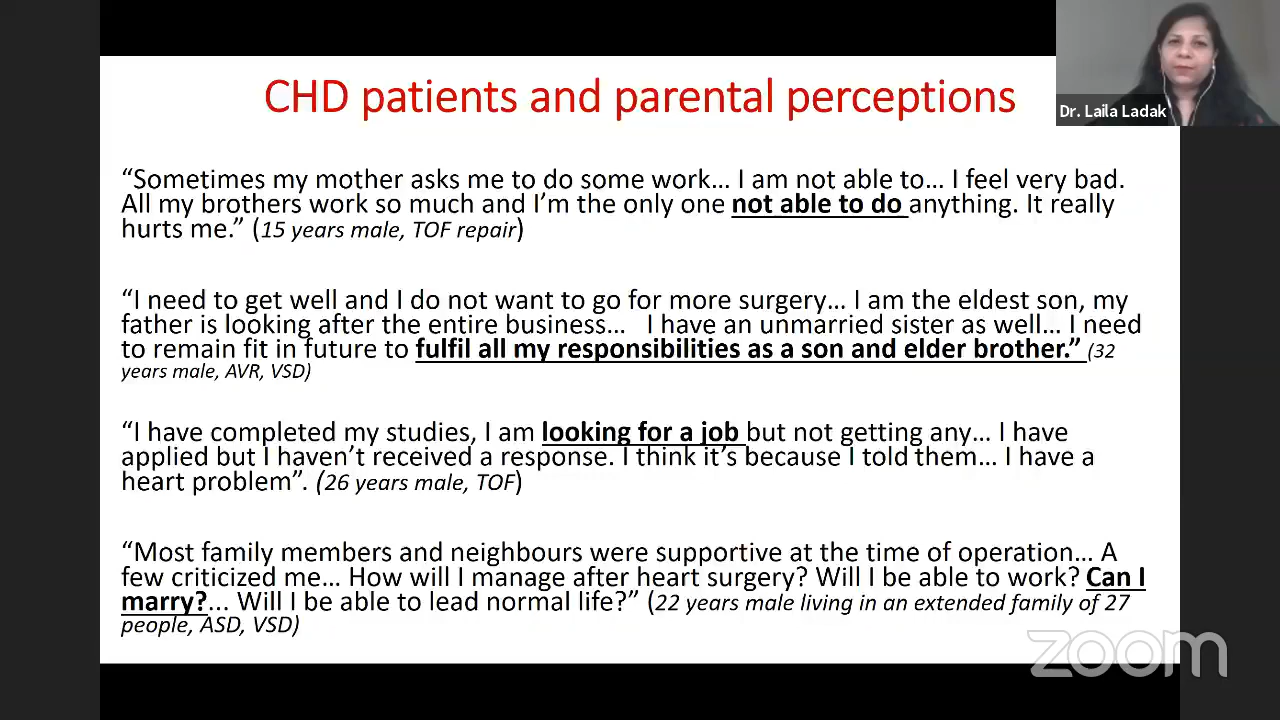 CHD patients and parental perceptions
Dr. Laila Ladak
“Sometimes my mother asks me to do some work… I am not able to… I feel very bad.
All my brothers work so much and I’m the only one not able to do anything. It really
hurts me.” (15 years male, TOF repair)
“I need to get well and I do not want to go for more surgery… I am the eldest son, my
father is looking after the entire business… I have an unmarried sister as well… I need
to remain fit in future to fulfil all my responsibilities as a son and elder brother.” (32
years male, AVR, VSD)
“I have completed my studies, I am looking for a job but not getting any… I have
applied but I haven’t received a response. I think it’s because I told them… I have a
heart problem”. (26 years male, TOF)
“Most family members and neighbours were supportive at the time of operation… A
few criticized me… How will I manage after heart surgery? Will I be able to work? Can I
marry?... Will I be able to lead normal life?” (22 years male living in an extended family of 27
people, ASD, VSD)
zoom